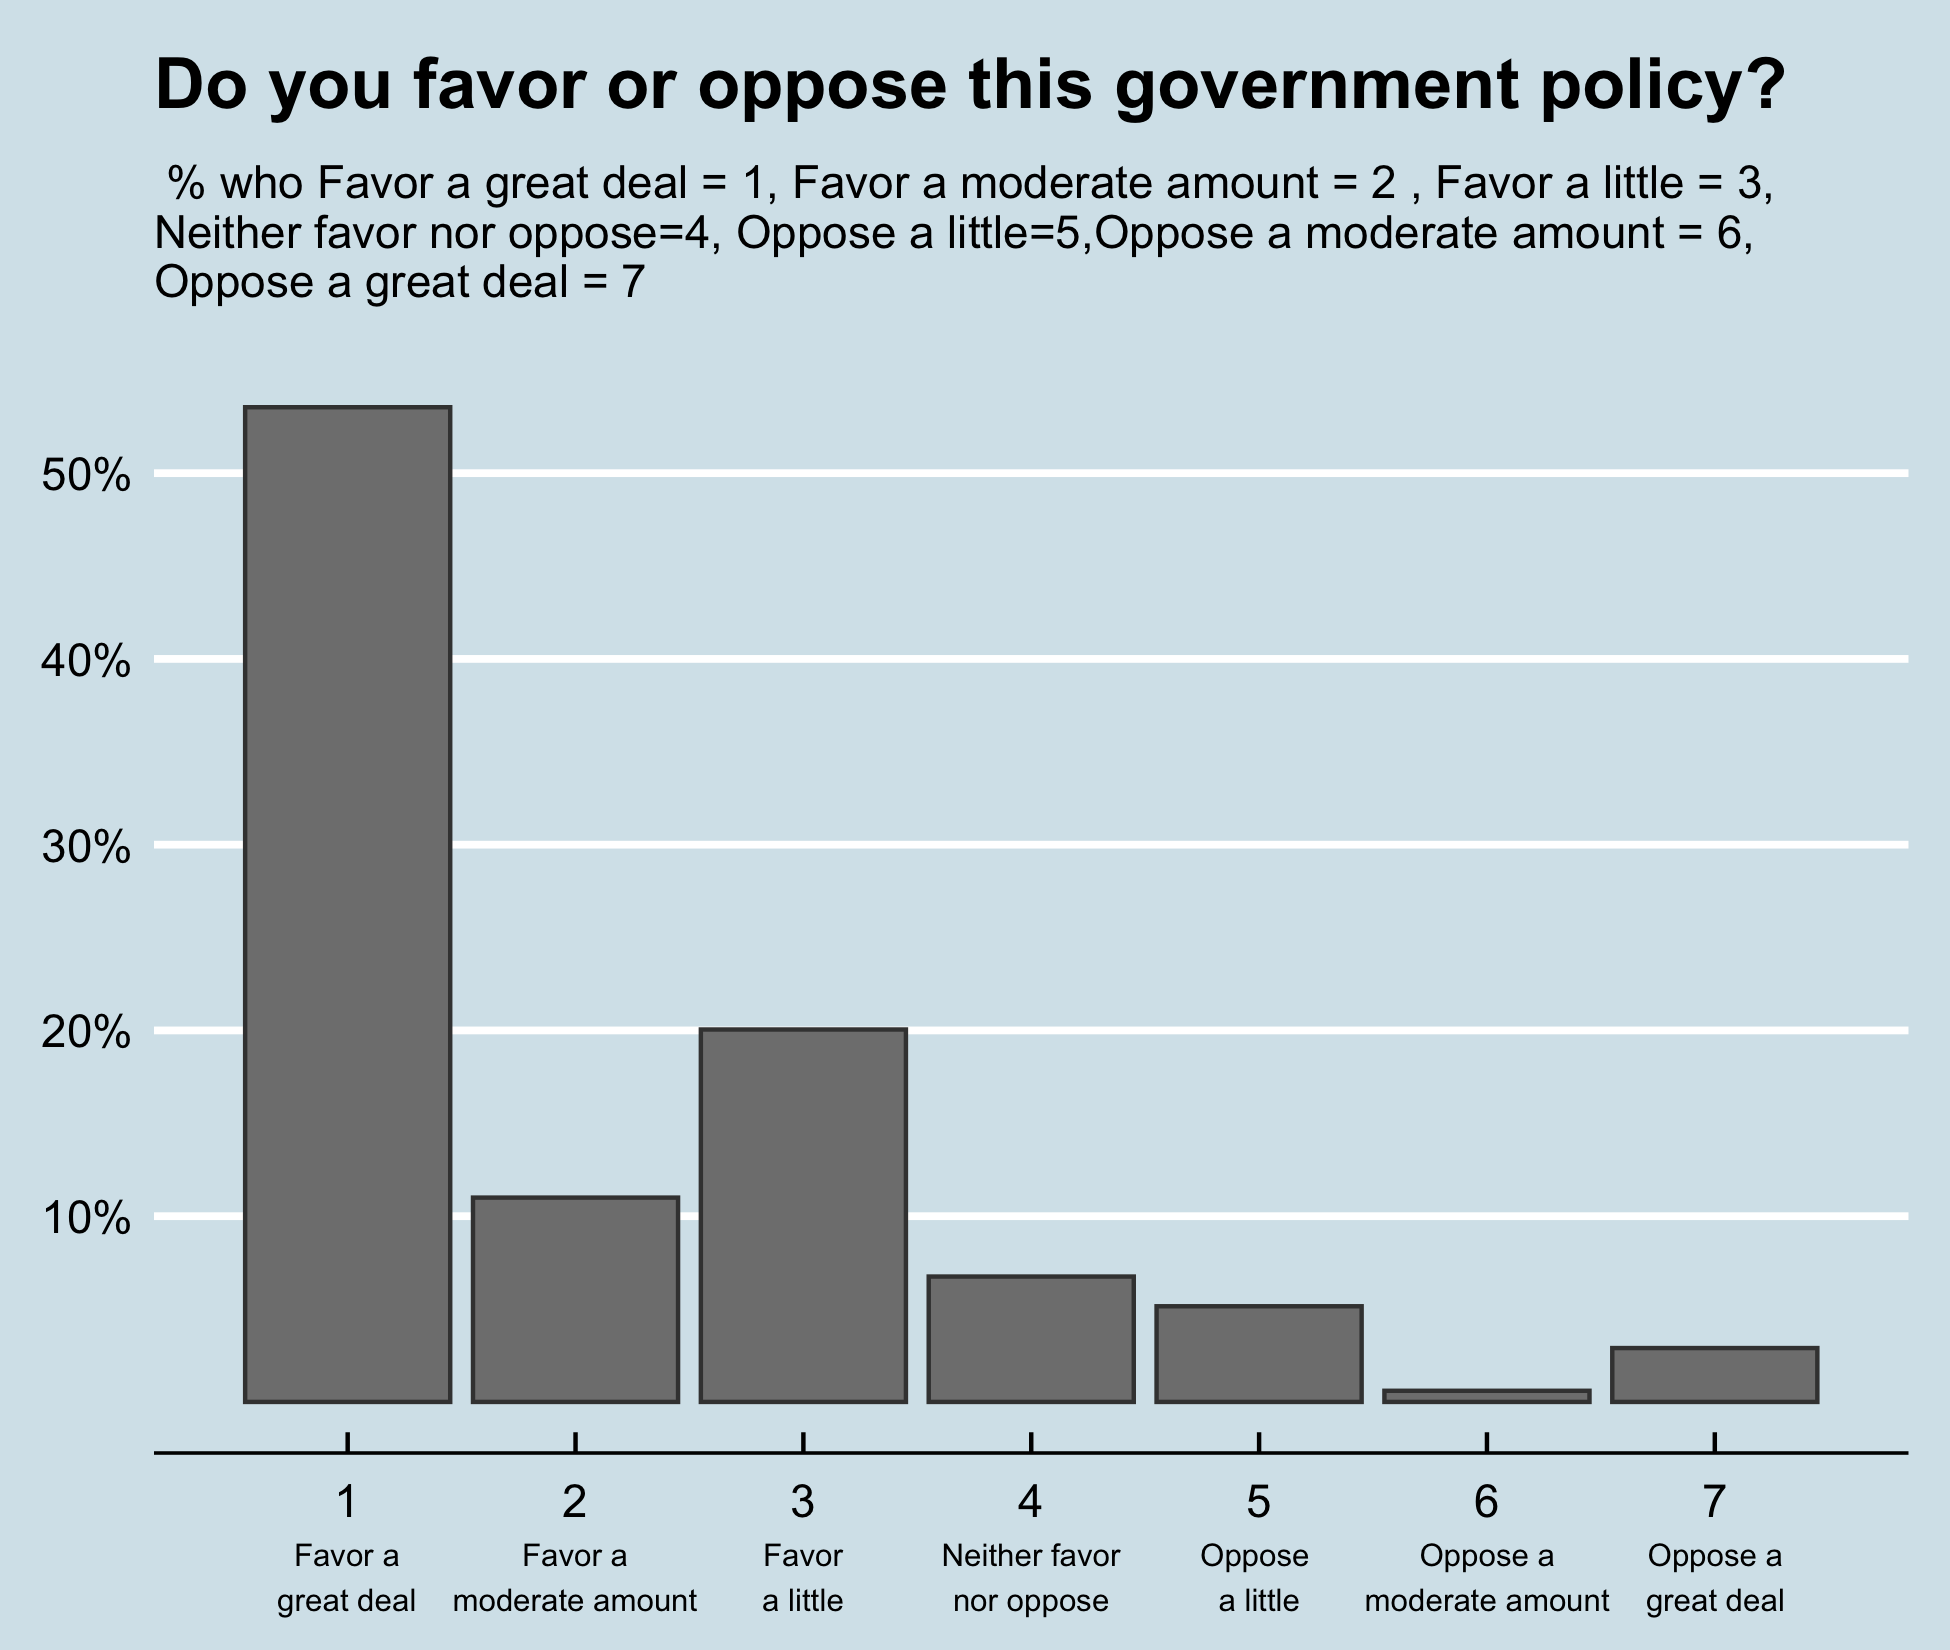 Do you favor or oppose this government policy?
% who Favor a great deal = 1, Favor a moderate amount = 2 , Favor a little = 3,
Neither favor nor oppose=4, Oppose a little=5,Oppose a moderate amount = 6,
Oppose a great deal = 7
50%
40%
30%
20%
10%
1 2 3 4 5 6 7
Favor a Favor a Favor Neither favor Oppose Oppose a Oppose a
great deal moderate amount a little nor oppose a little moderate amount great deal